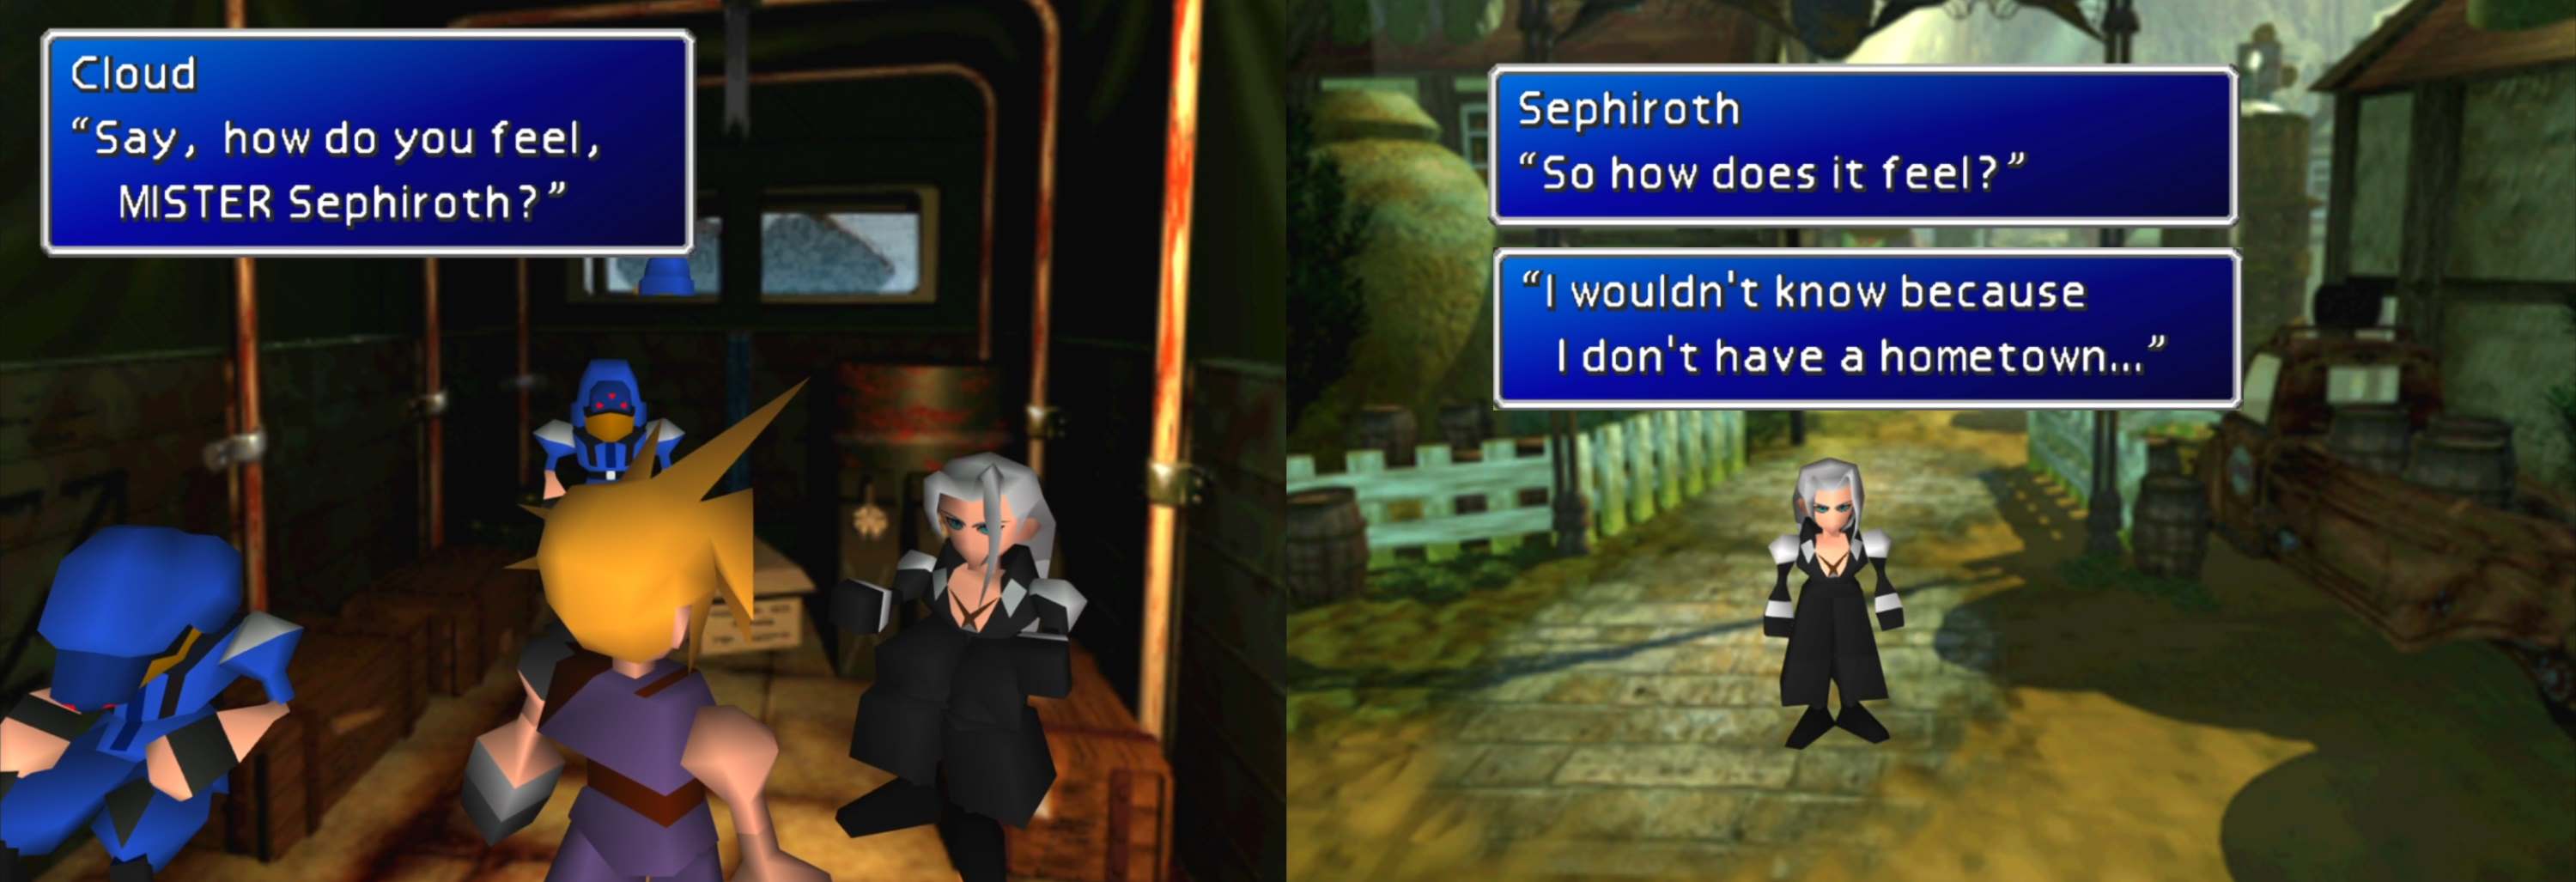 Cloud
“Say, how do you feel,
MISTER Sephiroth?”
Sephiroth
“So how does it feel?”
“I wouldn't know because
I don't have a hometown...”